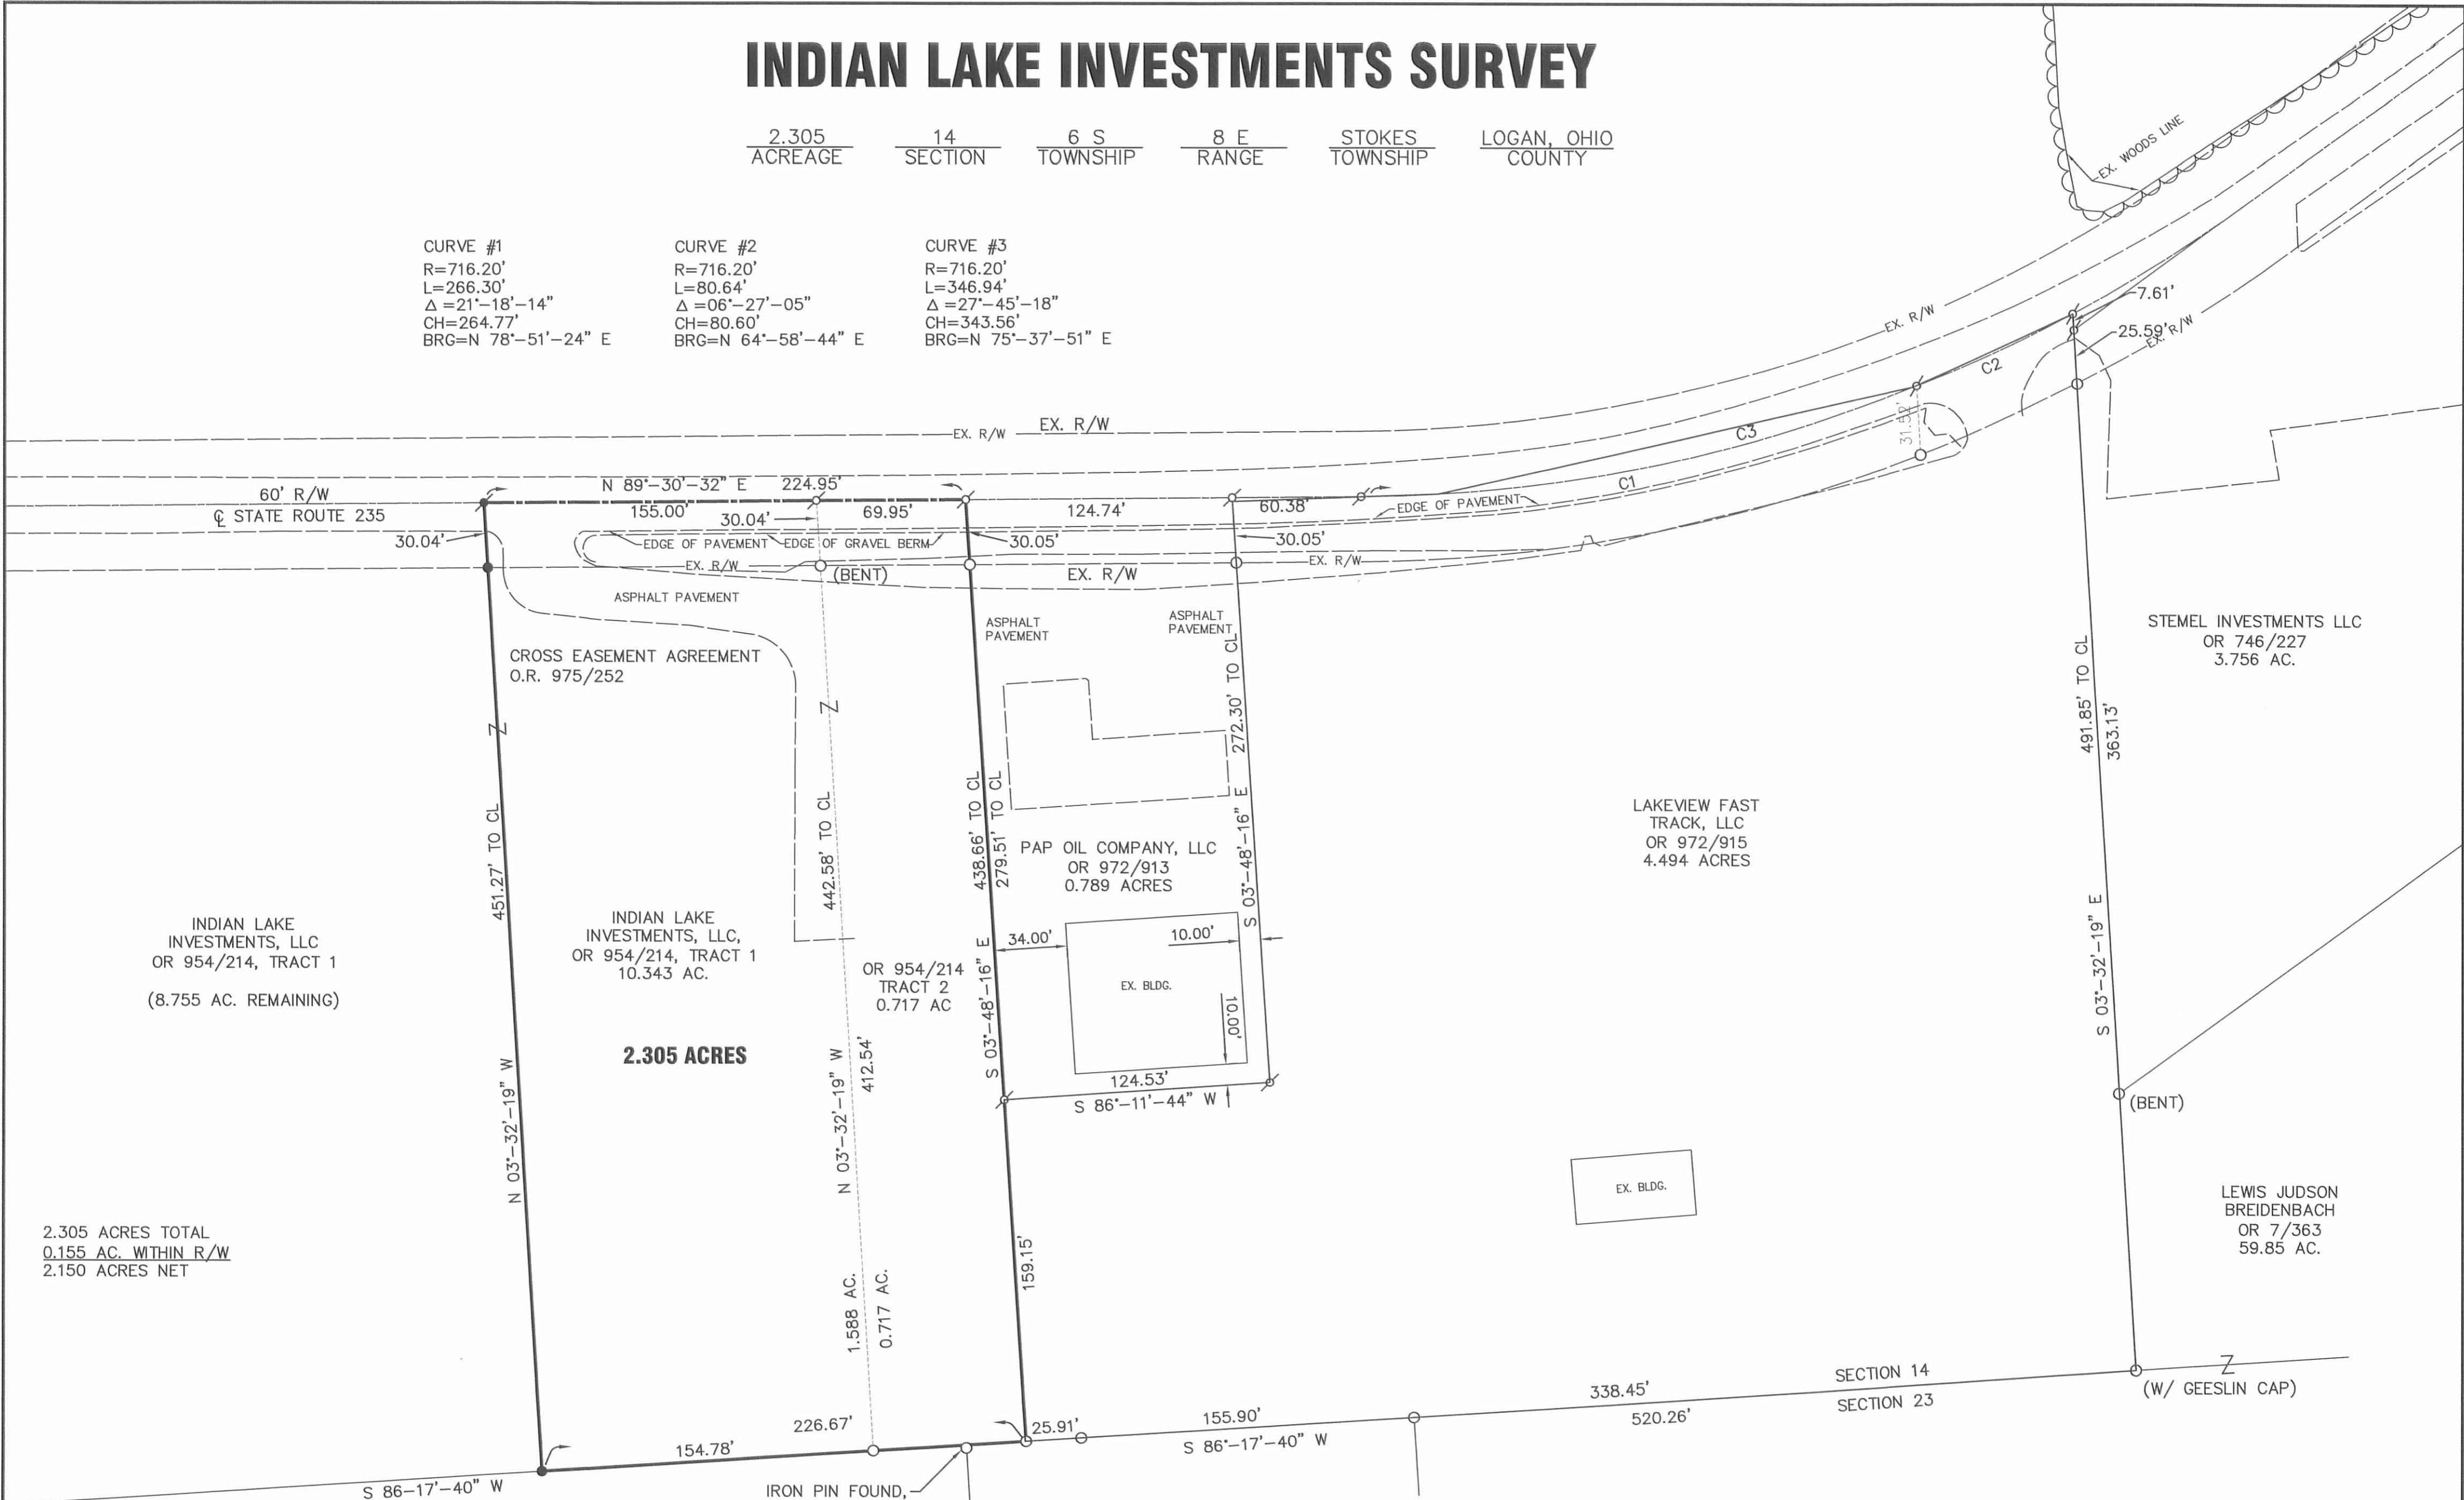 INDIAN LAKE INVESTMENTS SURVEY
2.305 14 6 S 8 E STOKES LOGAN, OHIO
ACREAGE SECTION TOWNSHIP RANGE TOWNSHIP COUNTY
CURVE #1
R=716.20'
L=266.30'
Δ =21°-18'-14"
CH=264.77'
BRG=N 78°-51'-24" E
CURVE #2
R=716.20'
L=80.64'
Δ =06°-27'-05"
CH=80.60'
BRG=N 64°-58'-44" E
CURVE #3
R=716.20'
L=346.94'
Δ =27°-45'-18"
CH=343.56'
BRG=N 75°-37'-51" E
EX. WOODS LINE
7.61'
25.59'
EX. R/W
EX. R/W
C2
EX. R/W
EX. R/W
C3
31.52'
C1
60' R/W
N 89°-30'-32" E 224.95'
℄ STATE ROUTE 235
155.00'
30.04'
69.95'
124.74'
60.38'
EDGE OF PAVEMENT
30.04'
EDGE OF PAVEMENT
EDGE OF GRAVEL BERM
30.05'
30.05'
EX. R/W
(BENT)
EX. R/W
EX. R/W
ASPHALT PAVEMENT
ASPHALT
PAVEMENT
ASPHALT
PAVEMENT
CROSS EASEMENT AGREEMENT
O.R. 975/252
STEMEL INVESTMENTS LLC
OR 746/227
3.756 AC.
451.27' TO CL
N 03°-32'-19" W
442.58' TO CL
N 03°-32'-19" W
412.54'
438.66' TO CL
279.51' TO CL
S 03°-48'-16" E
272.30' TO CL
S 03°-48'-16" E
491.85' TO CL
363.13'
S 03°-32'-19" E
PAP OIL COMPANY, LLC
OR 972/913
0.789 ACRES
LAKEVIEW FAST
TRACK, LLC
OR 972/915
4.494 ACRES
INDIAN LAKE
INVESTMENTS, LLC
OR 954/214, TRACT 1
(8.755 AC. REMAINING)
INDIAN LAKE
INVESTMENTS, LLC,
OR 954/214, TRACT 1
10.343 AC.
OR 954/214
TRACT 2
0.717 AC
2.305 ACRES
34.00'
10.00'
EX. BLDG.
10.00'
124.53'
S 86°-11'-44" W
(BENT)
EX. BLDG.
LEWIS JUDSON
BREIDENBACH
OR 7/363
59.85 AC.
2.305 ACRES TOTAL
0.155 AC. WITHIN R/W
2.150 ACRES NET
159.15'
1.588 AC.
0.717 AC.
SECTION 14
SECTION 23
(W/ GEESLIN CAP)
338.45'
520.26'
155.90'
S 86°-17'-40" W
25.91'
226.67'
154.78'
S 86-17'-40" W
IRON PIN FOUND,